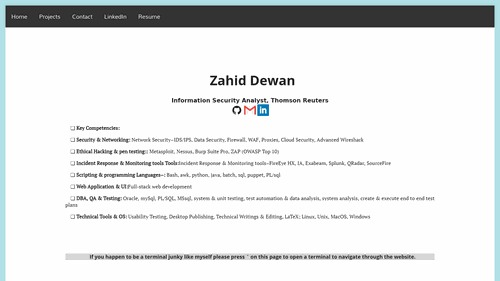 Home Projects Contact LinkedIn Resume
Zahid Dewan
Information Security Analyst, Thomson Reuters
❑ Key Competencies:
❑ Security & Networking: Network Security-IDS/IPS, Data Security, Firewall, WAF, Proxies, Cloud Security, Advanced Wireshark
❑ Ethical Hacking & pen testing:: Metasploit, Nessus, Burp Suite Pro, ZAP (OWASP Top 10)
❑ Incident Response & Monitoring tools Tools:Incident Response & Monitoring tools-FireEye HX, IA, Exabeam, Splunk, QRadar, SourceFire
❑ Scripting & programming Languages-: Bash, awk, python, java, batch, sql, puppet, PL/sql
❑ Web Application & UI:Full-stack web development
❑ DBA, QA & Testing: Oracle, mySql, PL:SQL, MSsql, system & unit testing, test automation & data analysis, system analysis, create & execute end to end test
plans
❑ Technical Tools & OS: Usability Testing, Desktop Publishing, Technical Writings & Editing, LaTeX; Linux, Unix, MacOS, Windows
If you happen to be a terminal junky like myself please press ` on this page to open a terminal to navigate through the website.